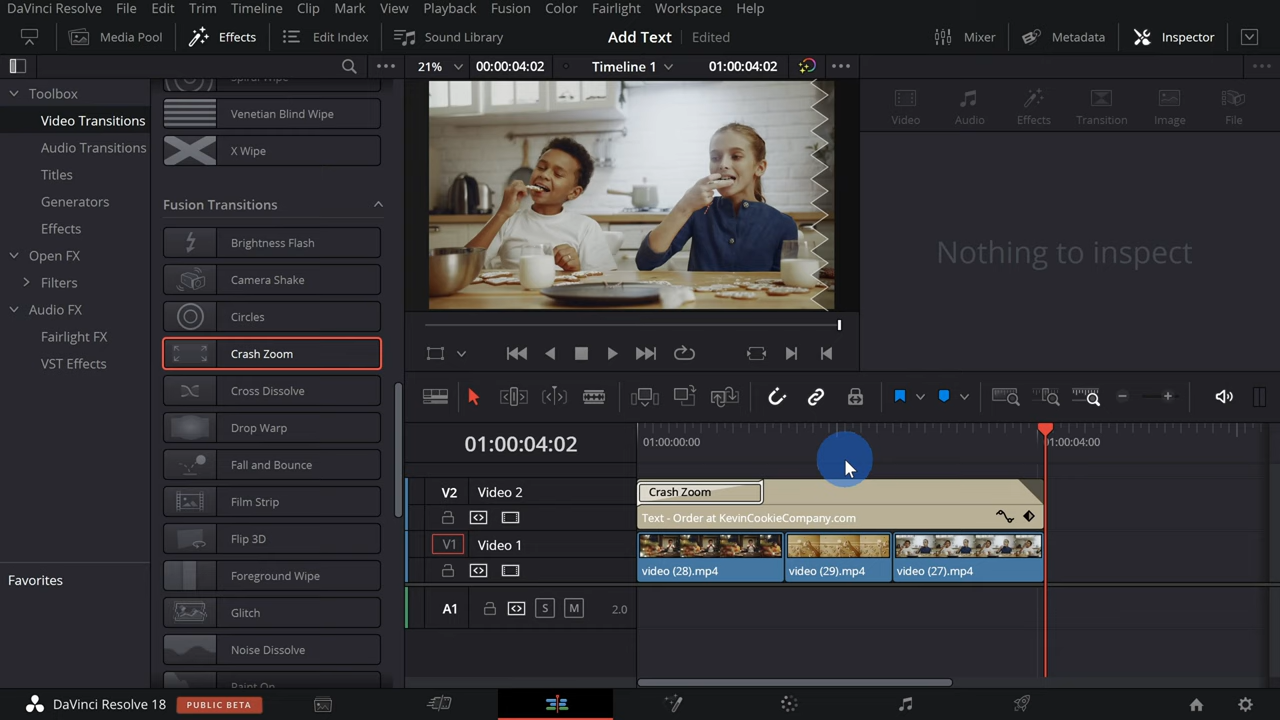 DaVinci Resolve File Edit Trim Timeline Clip Mark View Playback Fusion Color Fairlight Workspace Help
Media Pool Effects Edit Index Sound Library Add Text Edited Mixer Metadata Inspector
21% 00:00:04:02 Timeline 1 01:00:04:02
Toolbox
Video Transitions
Audio Transitions
Titles
Generators
Effects
Open FX
Filters
Audio FX
Fairlight FX
VST Effects
Favorites
Spiral Wipe
Venetian Blind Wipe
X Wipe
Fusion Transitions
Brightness Flash
Camera Shake
Circles
Crash Zoom
Cross Dissolve
Drop Warp
Fall and Bounce
Film Strip
Flip 3D
Foreground Wipe
Glitch
Noise Dissolve
Paint On
Video Audio Effects Transition Image File
Nothing to inspect
01:00:04:02
01:00:00:00 01:00:04:00
V2 Video 2 Crash Zoom
Text - Order at KevinCookieCompany.com
V1 Video 1
video (28).mp4 video (29).mp4 video (27).mp4
A1 S M 2.0
DaVinci Resolve 18 PUBLIC BETA